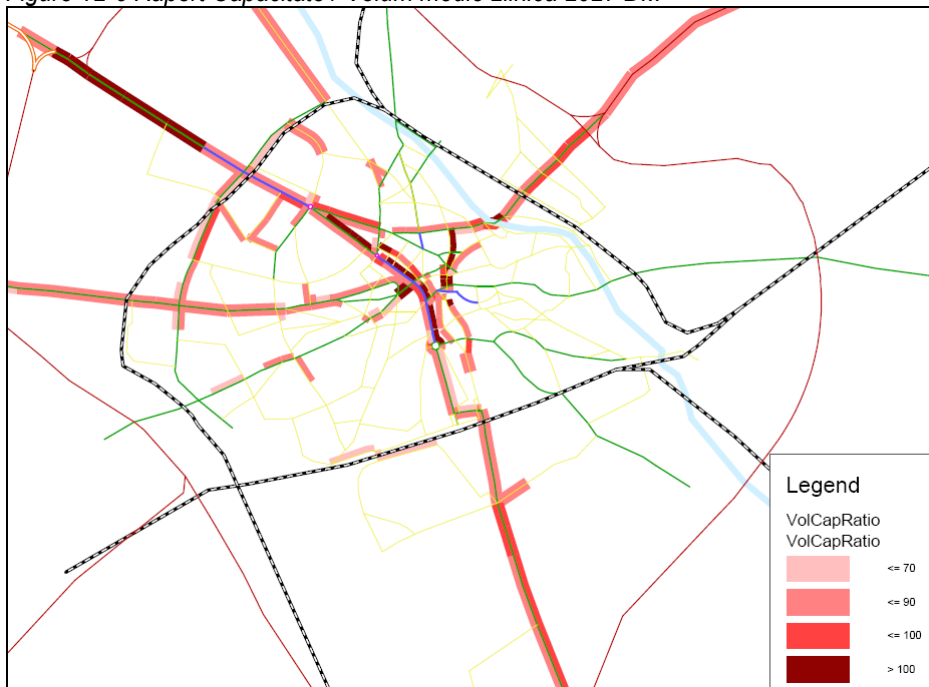 Legend
VolCapRatio
VolCapRatio
<= 70
<= 90
<= 100
> 100